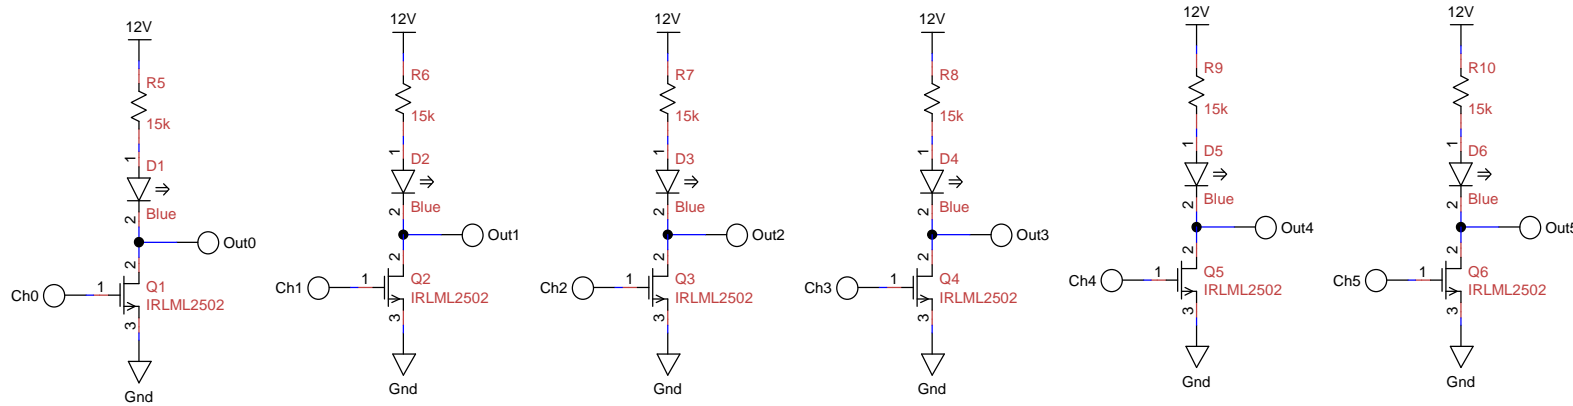 12V
R5
15k
1
D1
Blue
2
Out0
2
Ch0
1
Q1
IRLML2502
3
Gnd
12V
R6
15k
1
D2
Blue
2
Out1
2
Ch1
1
Q2
IRLML2502
3
Gnd
12V
R7
15k
1
D3
Blue
2
Out2
2
Ch2
1
Q3
IRLML2502
3
Gnd
12V
R8
15k
1
D4
Blue
2
Out3
2
Ch3
1
Q4
IRLML2502
3
Gnd
12V
R9
15k
1
D5
Blue
2
Out4
2
Ch4
1
Q5
IRLML2502
3
Gnd
12V
R10
15k
1
D6
Blue
2
Out5
2
Ch5
1
Q6
IRLML2502
3
Gnd